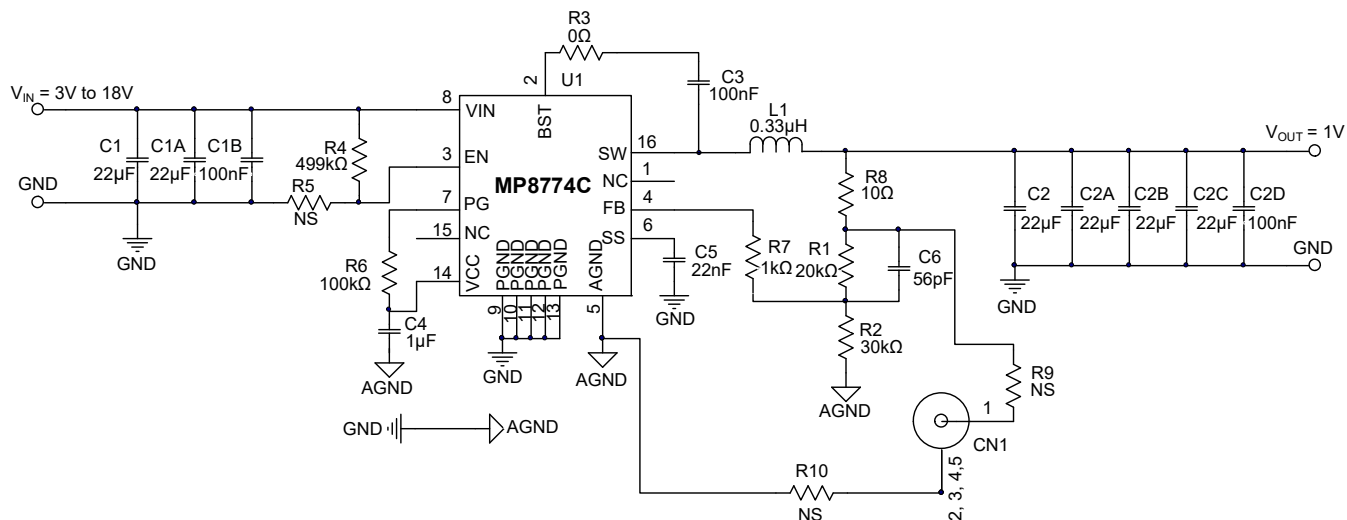 R3
0Ω
2
U1
C3
100nF
V_IN = 3V to 18V
8
VIN
BST
L1
0.33µH
V_OUT = 1V
C1
22µF
C1A
22µF
C1B
100nF
R4
499kΩ
3
EN
SW
16
GND
R5
NS
MP8774C
NC
1
R8
10Ω
7
PG
FB
4
C2
22µF
C2A
22µF
C2B
22µF
C2C
22µF
C2D
100nF
GND
15
NC
SS
6
R7
1kΩ
R1
20kΩ
C6
56pF
GND
R6
100kΩ
14
VCC
PGND
PGND
PGND
PGND
PGND
AGND
C5
22nF
GND
GND
9
10
11
12
13
5
C4
1µF
R2
30kΩ
AGND
GND
AGND
AGND
R9
NS
GND
AGND
1
CN1
R10
NS
2, 3, 4,5